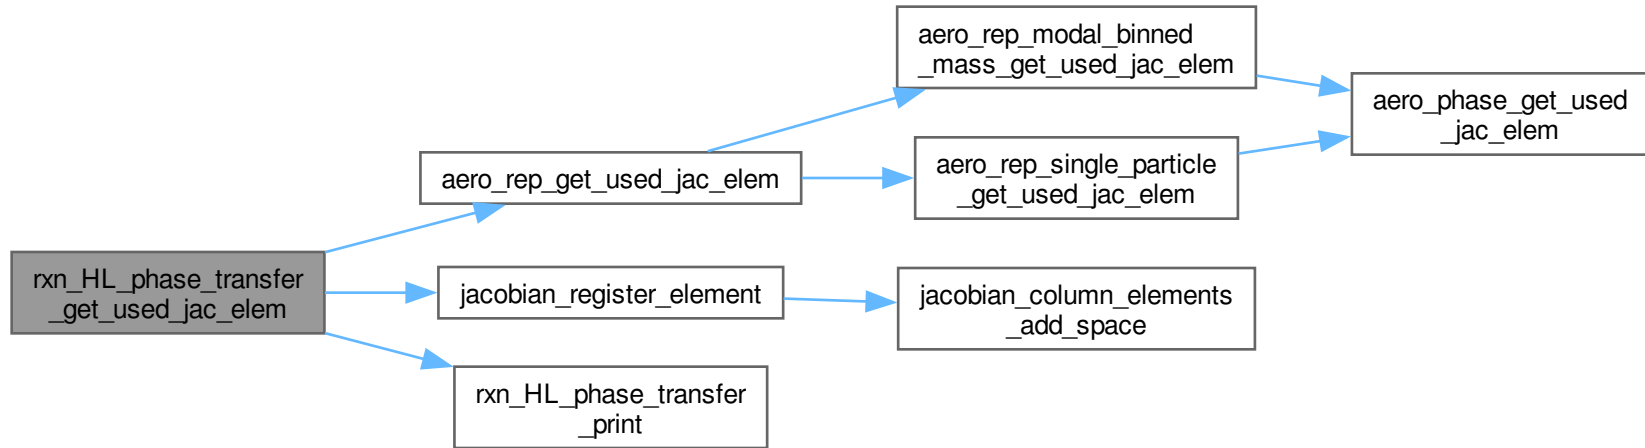 rxn_HL_phase_transfer
_get_used_jac_elem
aero_rep_get_used_jac_elem
aero_rep_modal_binned
_mass_get_used_jac_elem
aero_phase_get_used
_jac_elem
aero_rep_single_particle
_get_used_jac_elem
jacobian_register_element
jacobian_column_elements
_add_space
rxn_HL_phase_transfer
_print